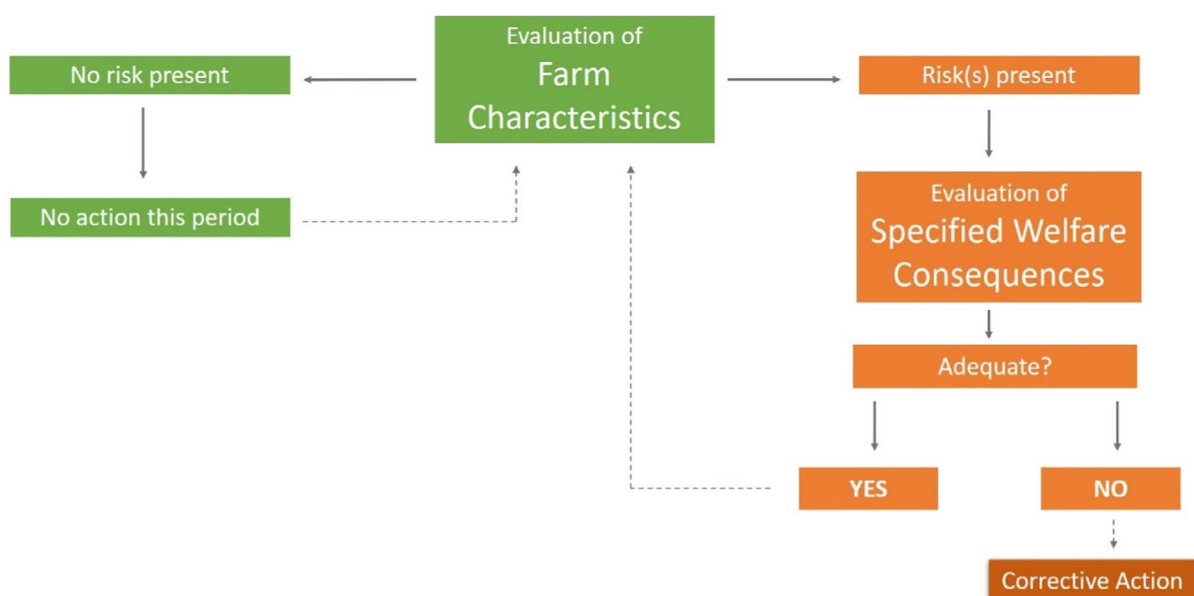 Evaluation of
Farm
Characteristics
No risk present
Risk(s) present
No action this period
Evaluation of
Specified Welfare
Consequences
Adequate?
YES
NO
Corrective Action